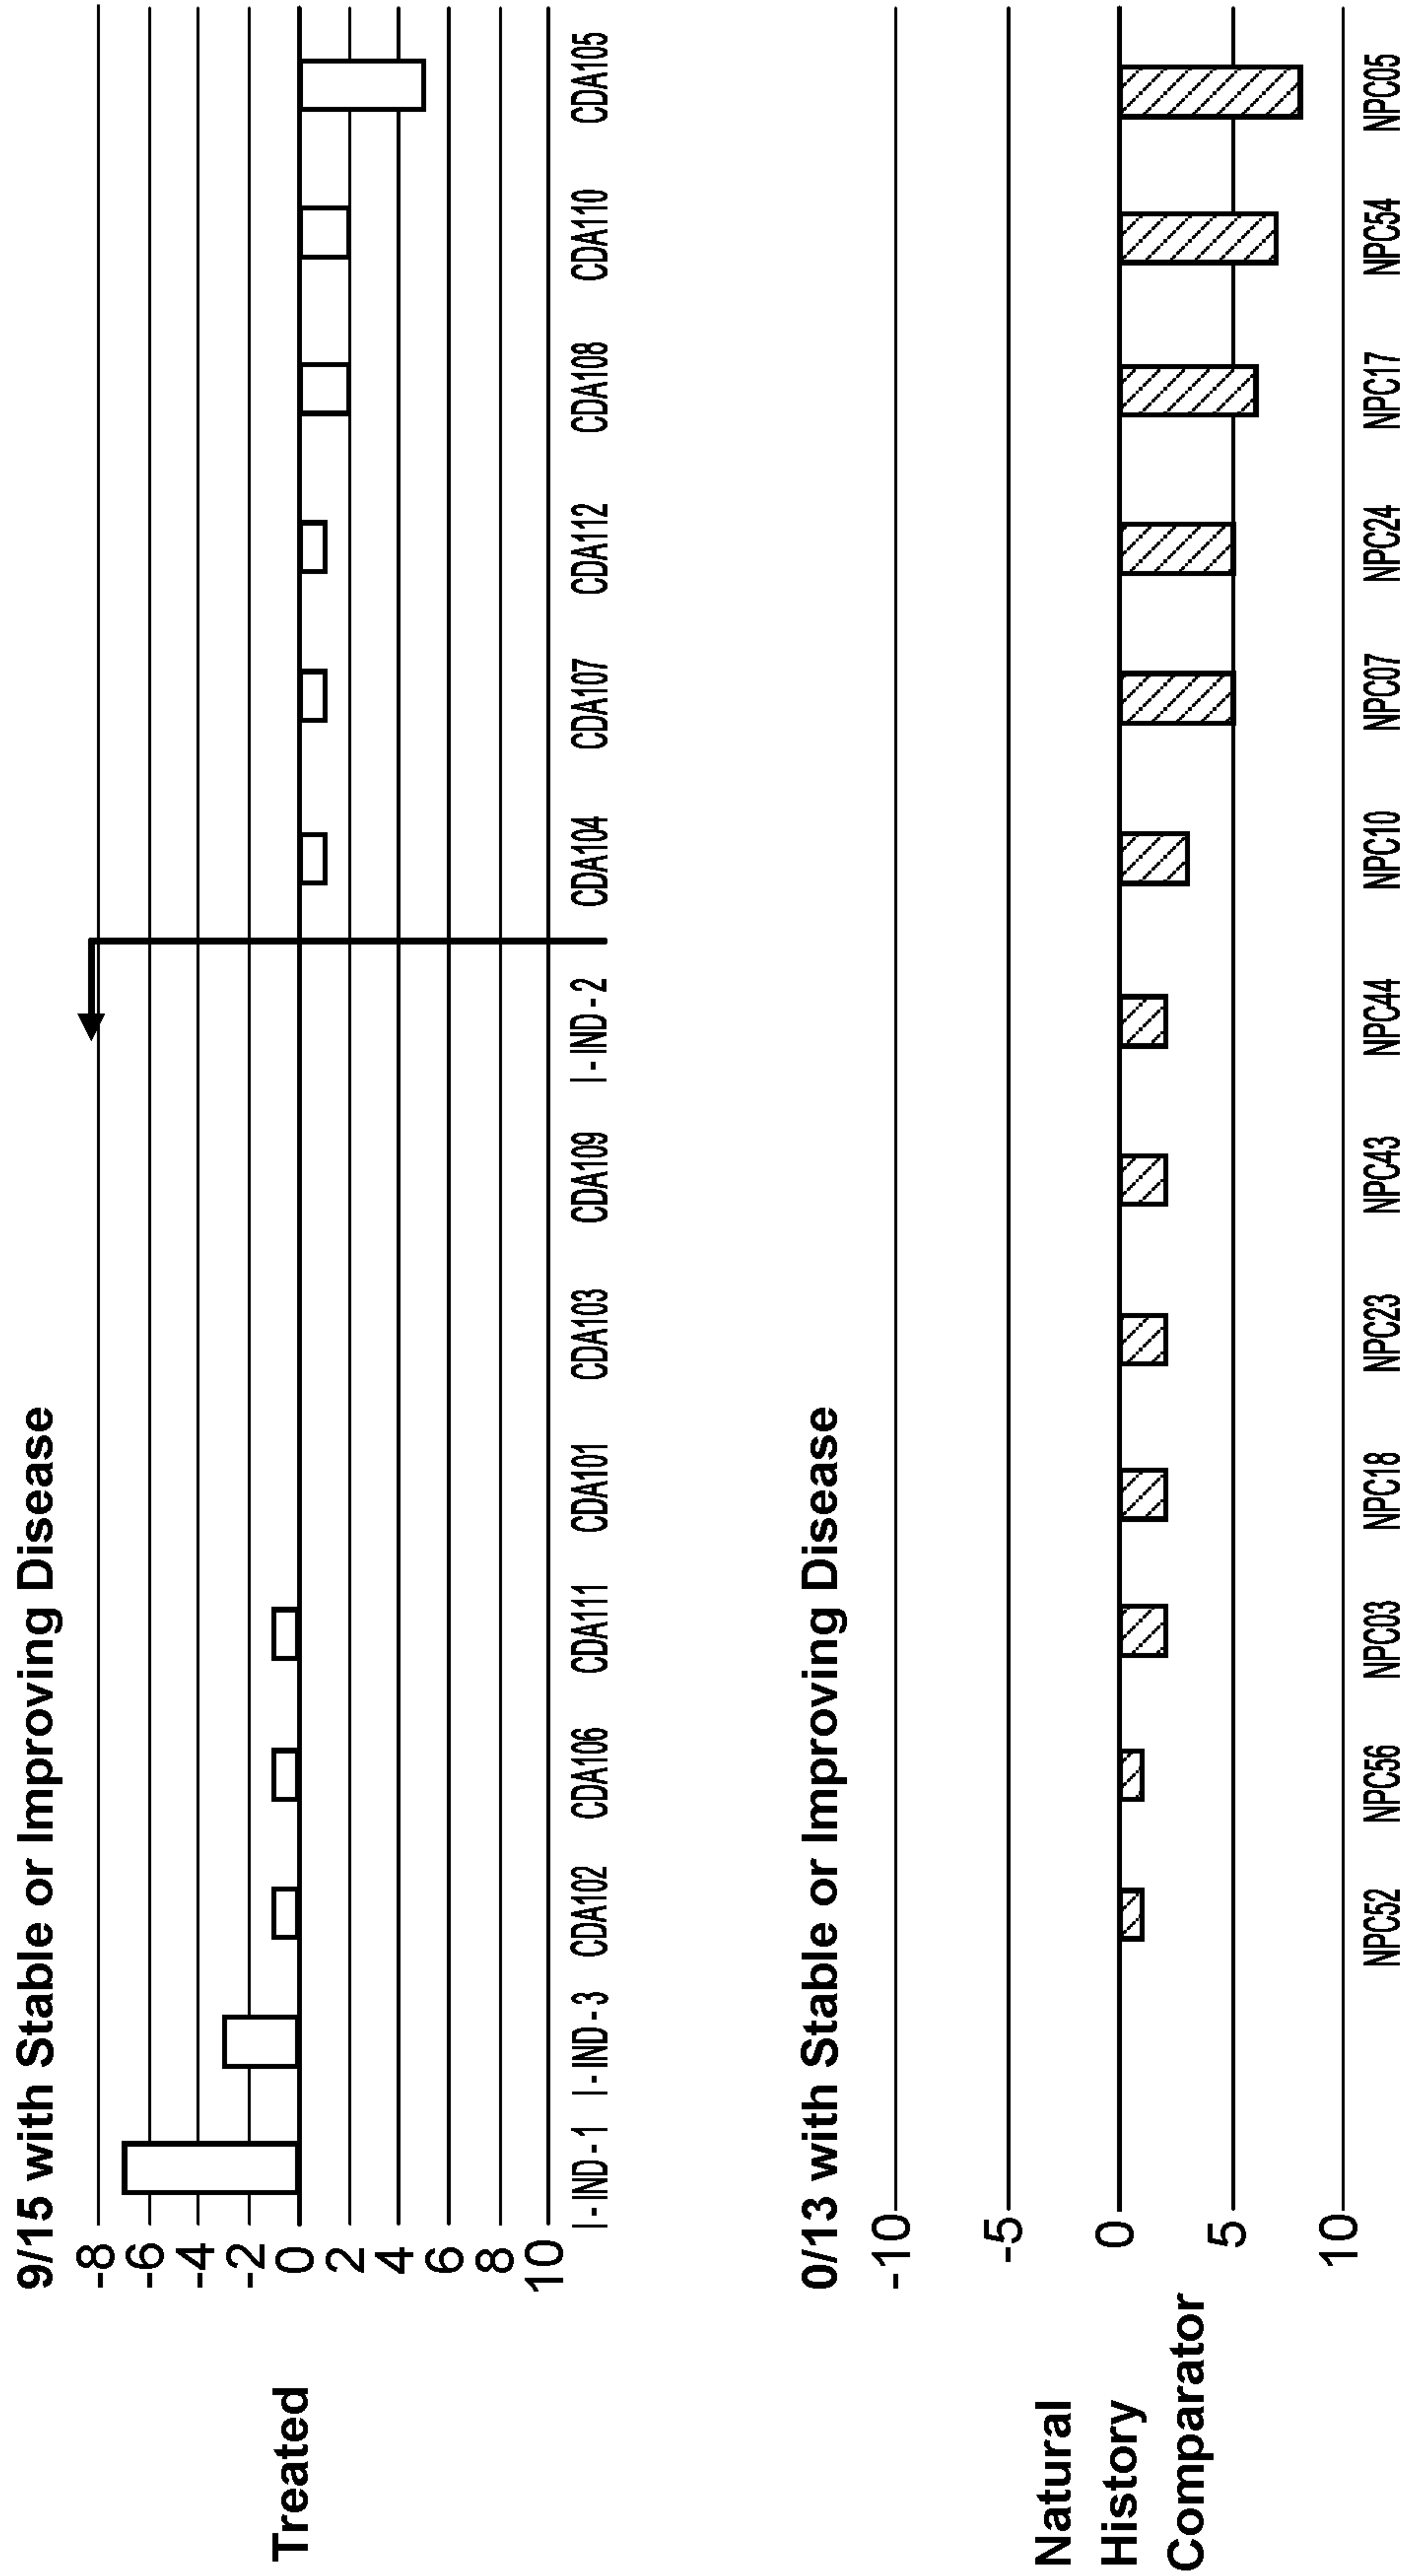 9/15 with Stable or Improving Disease
-8
-6
-4
-2
0
2
4
6
8
10
Treated
I-IND-1 I-IND-3 CDA102 CDA106 CDA111 CDA101 CDA103 CDA109 I-IND-2 CDA104 CDA107 CDA112 CDA108 CDA110 CDA105
0/13 with Stable or Improving Disease
-10
-5
0
5
10
Natural
History
Comparator
NPC52 NPC56 NPC03 NPC18 NPC23 NPC43 NPC44 NPC10 NPC07 NPC24 NPC17 NPC54 NPC05